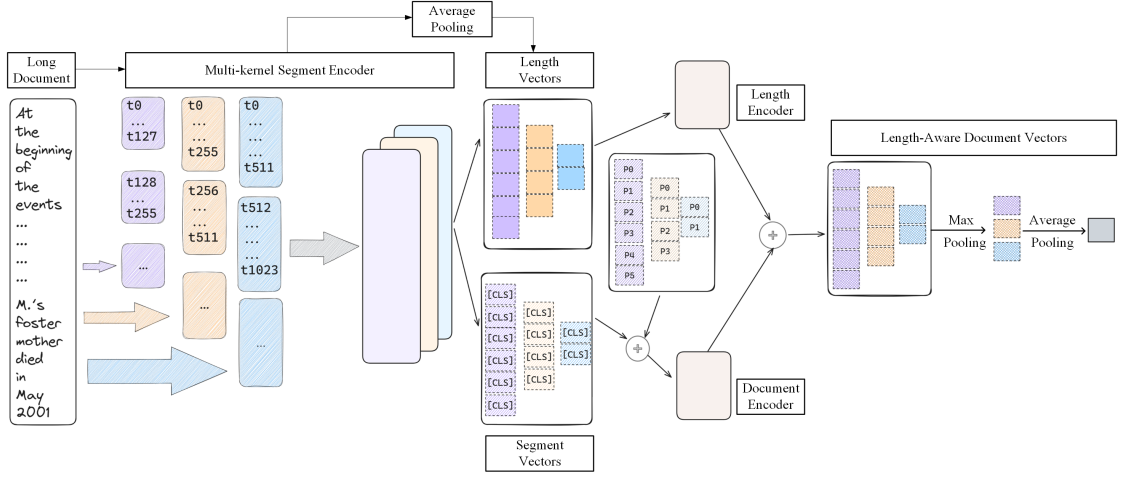 Average
Pooling
Long
Document
Multi-kernel Segment Encoder
Length
Vectors
At
the
beginning
of
the
events
...
...
...
...
M.'s
foster
mother
died
in
May
2001
t0
...
t127
t128
...
t255
...
t0
...
...
t255
t256
...
...
t511
...
t0
...
...
...
t511
t512
...
...
...
t1023
...
[CLS]
[CLS]
[CLS]
[CLS]
[CLS]
[CLS]
[CLS]
[CLS]
[CLS]
[CLS]
[CLS]
[CLS]
Segment
Vectors
P0
P1
P2
P3
P4
P5
P0
P1
P2
P3
P0
P1
+
Length
Encoder
Document
Encoder
+
Length-Aware Document Vectors
Max
Pooling
Average
Pooling